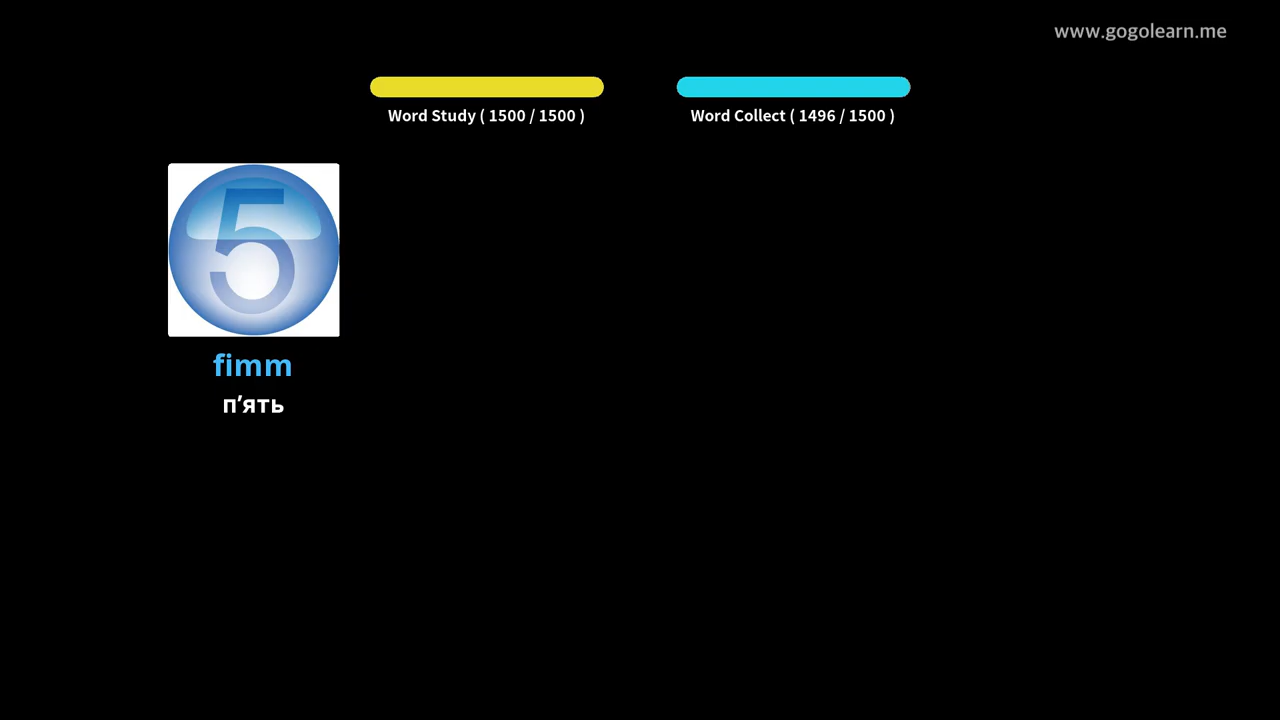 www.gogolearn.me
Word Study ( 1500 / 1500 )
Word Collect ( 1496 / 1500 )
5
fimm
п’ять